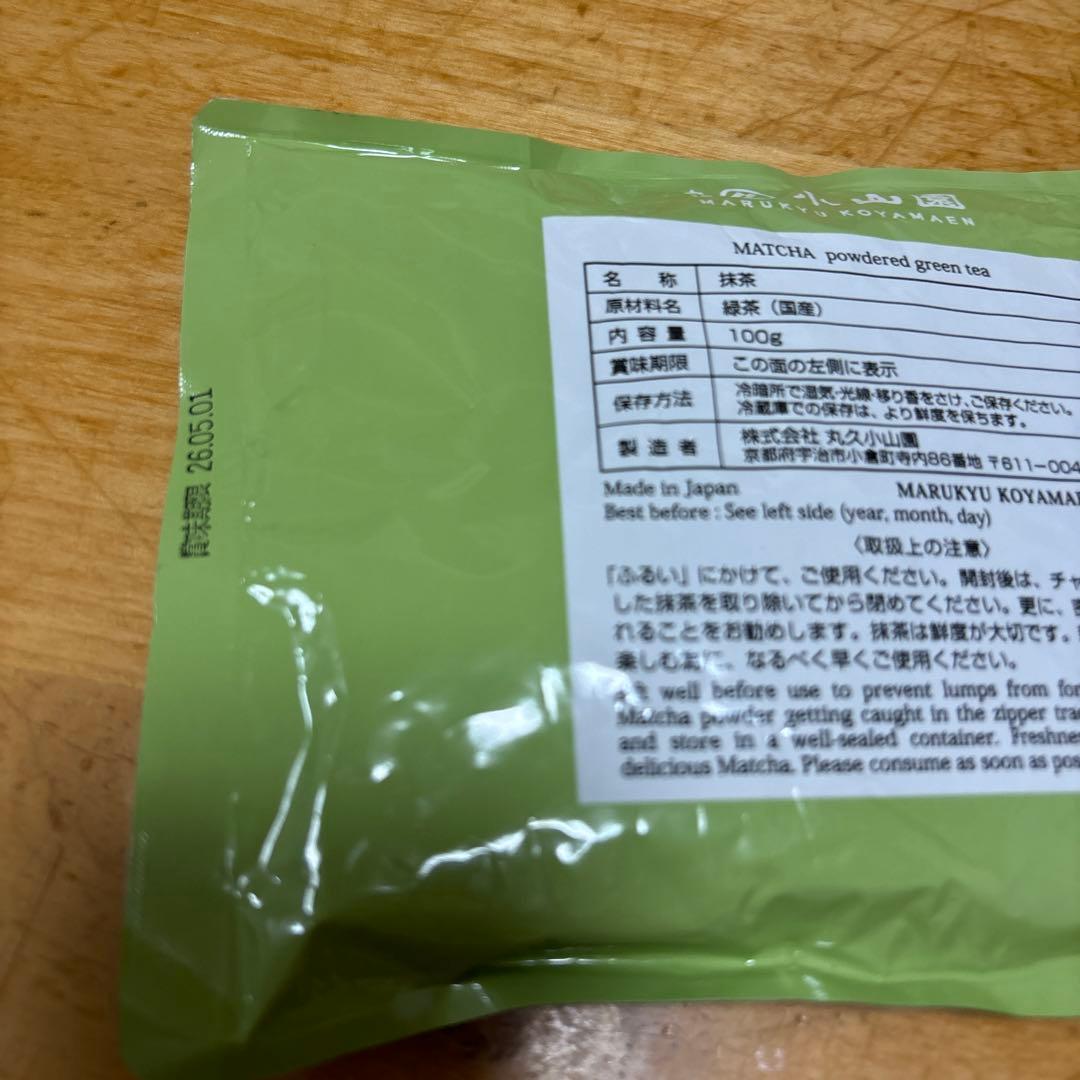 小山園
MARUKYU KOYAMAEN
MATCHA powdered green tea
名 称 抹茶
原材料名 緑茶（国産）
内容量 100g
賞味期限 この面の左側に表示
保存方法 冷暗所で湿気・光線・移り香をさけ、ご保存ください。
冷蔵庫での保存は、より鮮度を保ちます。
製造者 株式会社 丸久小山園
京都府宇治市小倉町寺内86番地 〒611-004
Made in Japan MARUKYU KOYAMAE
Best before : See left side (year, month, day)
〈取扱上の注意〉
「ふるい」にかけて、ご使用ください。開封後は、チャ
した抹茶を取り除いてから閉めてください。更に、
れることをお勧めします。抹茶は鮮度が大切です。
楽しむ為に、なるべく早くご使用ください。
well before use to prevent lumps from for
Matcha powder getting caught in the zipper tra
and store in a well-sealed container. Freshnes
delicious Matcha. Please consume as soon as pos
賞味期限 26.05.01